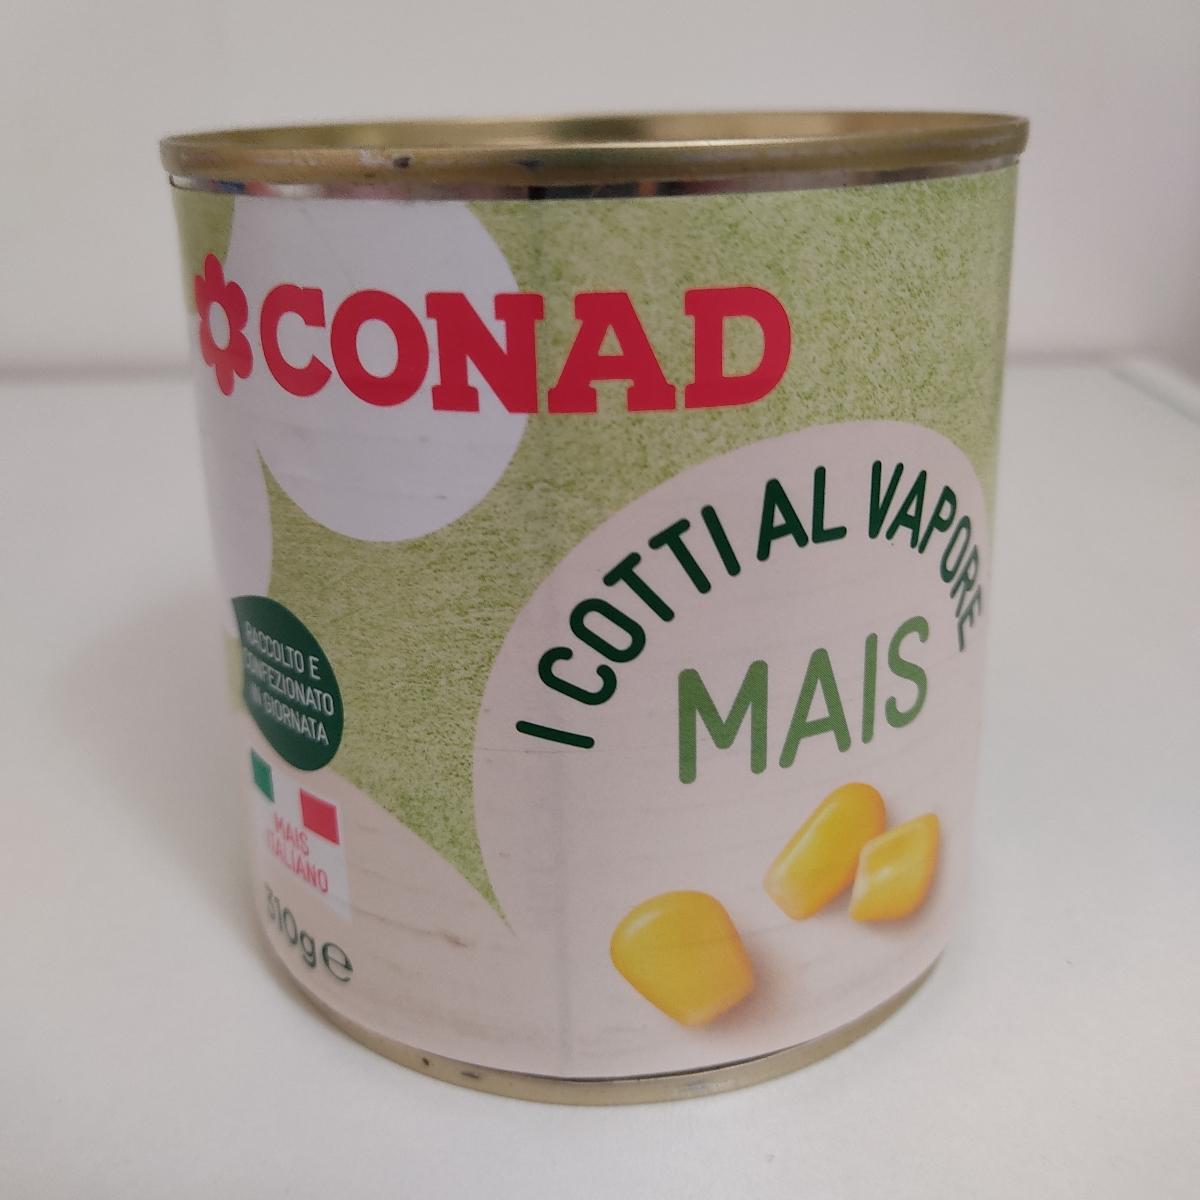 CONAD
I COTTI AL VAPORE
MAIS
RACCOLTO E
CONFEZIONATO
IN GIORNATA
MAIS
ITALIANO
310g℮